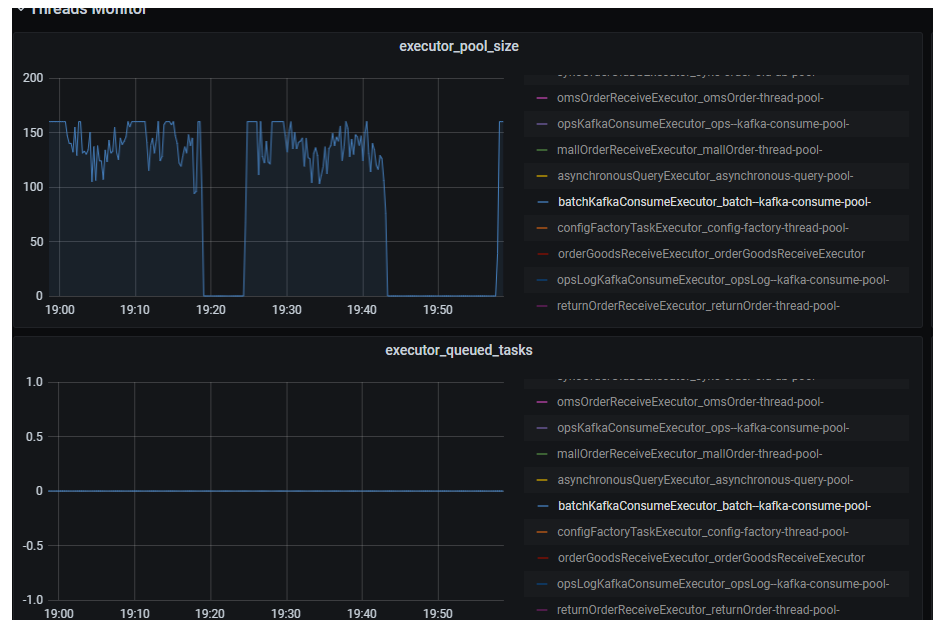 Threads Monitor
executor_pool_size
200
150
100
50
0
19:00 19:10 19:20 19:30 19:40 19:50
omsOrderReceiveExecutor_omsOrder-thread-pool-
opsKafkaConsumeExecutor_ops--kafka-consume-pool-
mallOrderReceiveExecutor_mallOrder-thread-pool-
asynchronousQueryExecutor_asynchronous-query-pool-
batchKafkaConsumeExecutor_batch--kafka-consume-pool-
configFactoryTaskExecutor_config-factory-thread-pool-
orderGoodsReceiveExecutor_orderGoodsReceiveExecutor
opsLogKafkaConsumeExecutor_opsLog--kafka-consume-pool-
returnOrderReceiveExecutor_returnOrder-thread-pool-
executor_queued_tasks
1.0
0.5
0
-0.5
-1.0
19:00 19:10 19:20 19:30 19:40 19:50
omsOrderReceiveExecutor_omsOrder-thread-pool-
opsKafkaConsumeExecutor_ops--kafka-consume-pool-
mallOrderReceiveExecutor_mallOrder-thread-pool-
asynchronousQueryExecutor_asynchronous-query-pool-
batchKafkaConsumeExecutor_batch--kafka-consume-pool-
configFactoryTaskExecutor_config-factory-thread-pool-
orderGoodsReceiveExecutor_orderGoodsReceiveExecutor
opsLogKafkaConsumeExecutor_opsLog--kafka-consume-pool-
returnOrderReceiveExecutor_returnOrder-thread-pool-